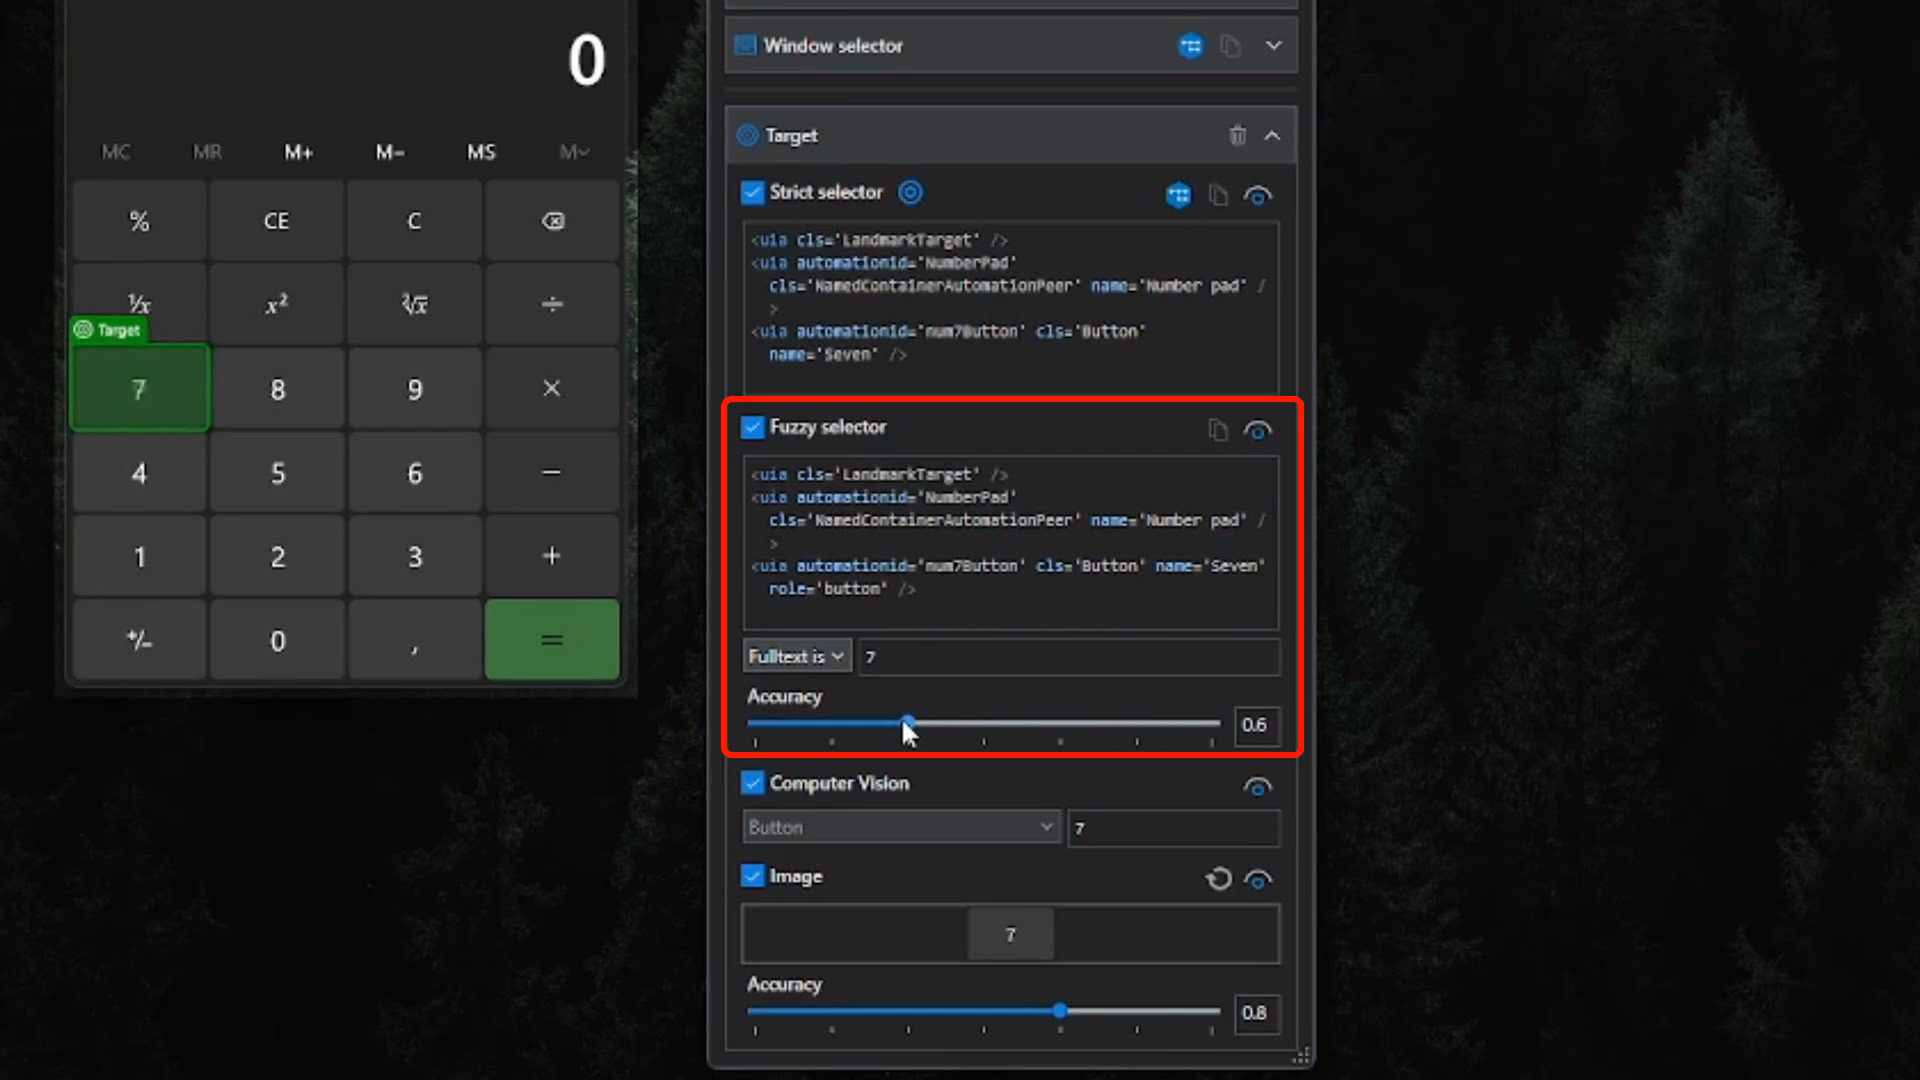 0
MC MR M+ M− MS M
% CE C
⅟x x² ²√x ÷
Target
7 8 9 ×
4 5 6 −
1 2 3 +
+/− 0 , =
Window selector
Target
Strict selector
<uia cls='LandmarkTarget' />
<uia automationid='NumberPad'
cls='NamedContainerAutomationPeer' name='Number pad' /
>
<uia automationid='num7Button' cls='Button'
name='Seven' />
Fuzzy selector
<uia cls='LandmarkTarget' />
<uia automationid='NumberPad'
cls='NamedContainerAutomationPeer' name='Number pad' /
>
<uia automationid='num7Button' cls='Button' name='Seven'
role='button' />
Fulltext is 7
Accuracy
0.6
Computer Vision
Button 7
Image
7
Accuracy
0.8